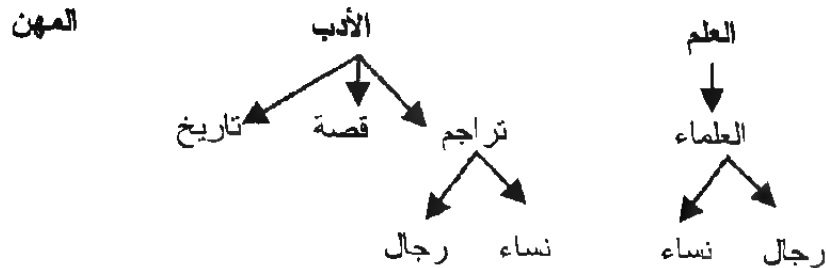 العلم الأدب المهن
العلماء تراجم قصة تاريخ
رجال نساء نساء رجال